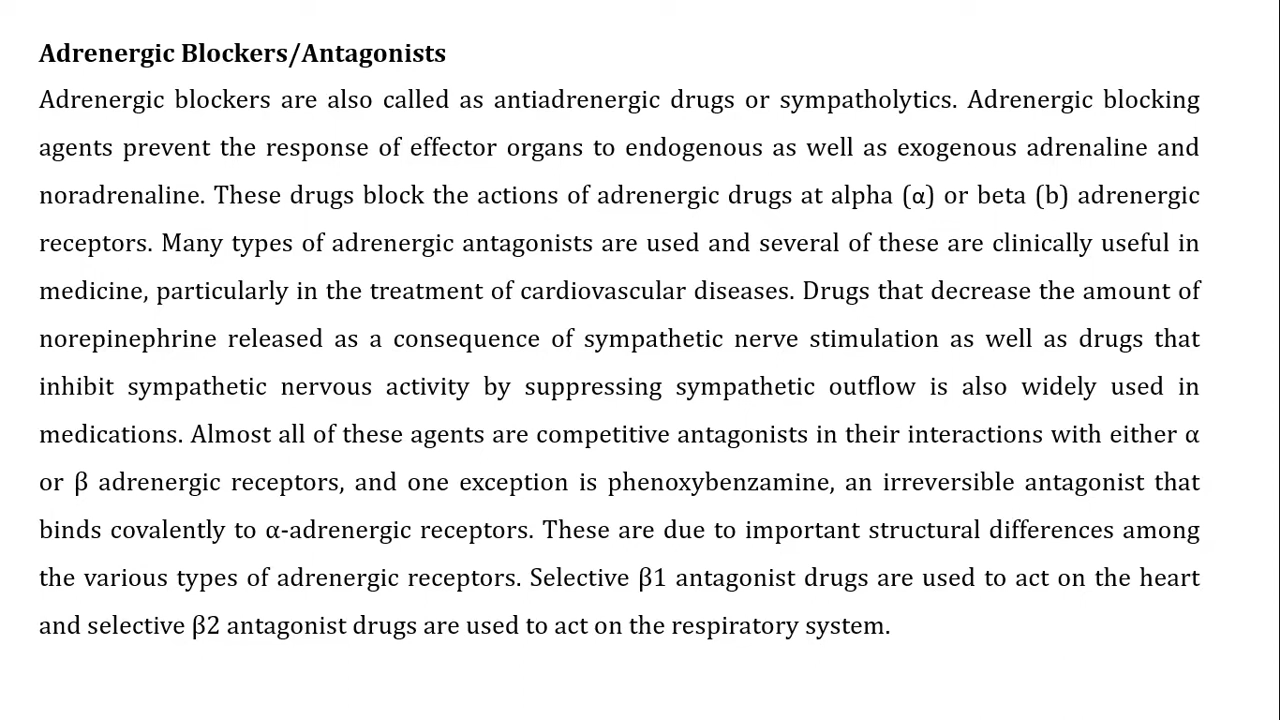 Adrenergic Blockers/Antagonists
Adrenergic blockers are also called as antiadrenergic drugs or sympatholytics. Adrenergic blocking
agents prevent the response of effector organs to endogenous as well as exogenous adrenaline and
noradrenaline. These drugs block the actions of adrenergic drugs at alpha (α) or beta (b) adrenergic
receptors. Many types of adrenergic antagonists are used and several of these are clinically useful in
medicine, particularly in the treatment of cardiovascular diseases. Drugs that decrease the amount of
norepinephrine released as a consequence of sympathetic nerve stimulation as well as drugs that
inhibit sympathetic nervous activity by suppressing sympathetic outflow is also widely used in
medications. Almost all of these agents are competitive antagonists in their interactions with either α
or β adrenergic receptors, and one exception is phenoxybenzamine, an irreversible antagonist that
binds covalently to α-adrenergic receptors. These are due to important structural differences among
the various types of adrenergic receptors. Selective β1 antagonist drugs are used to act on the heart
and selective β2 antagonist drugs are used to act on the respiratory system.